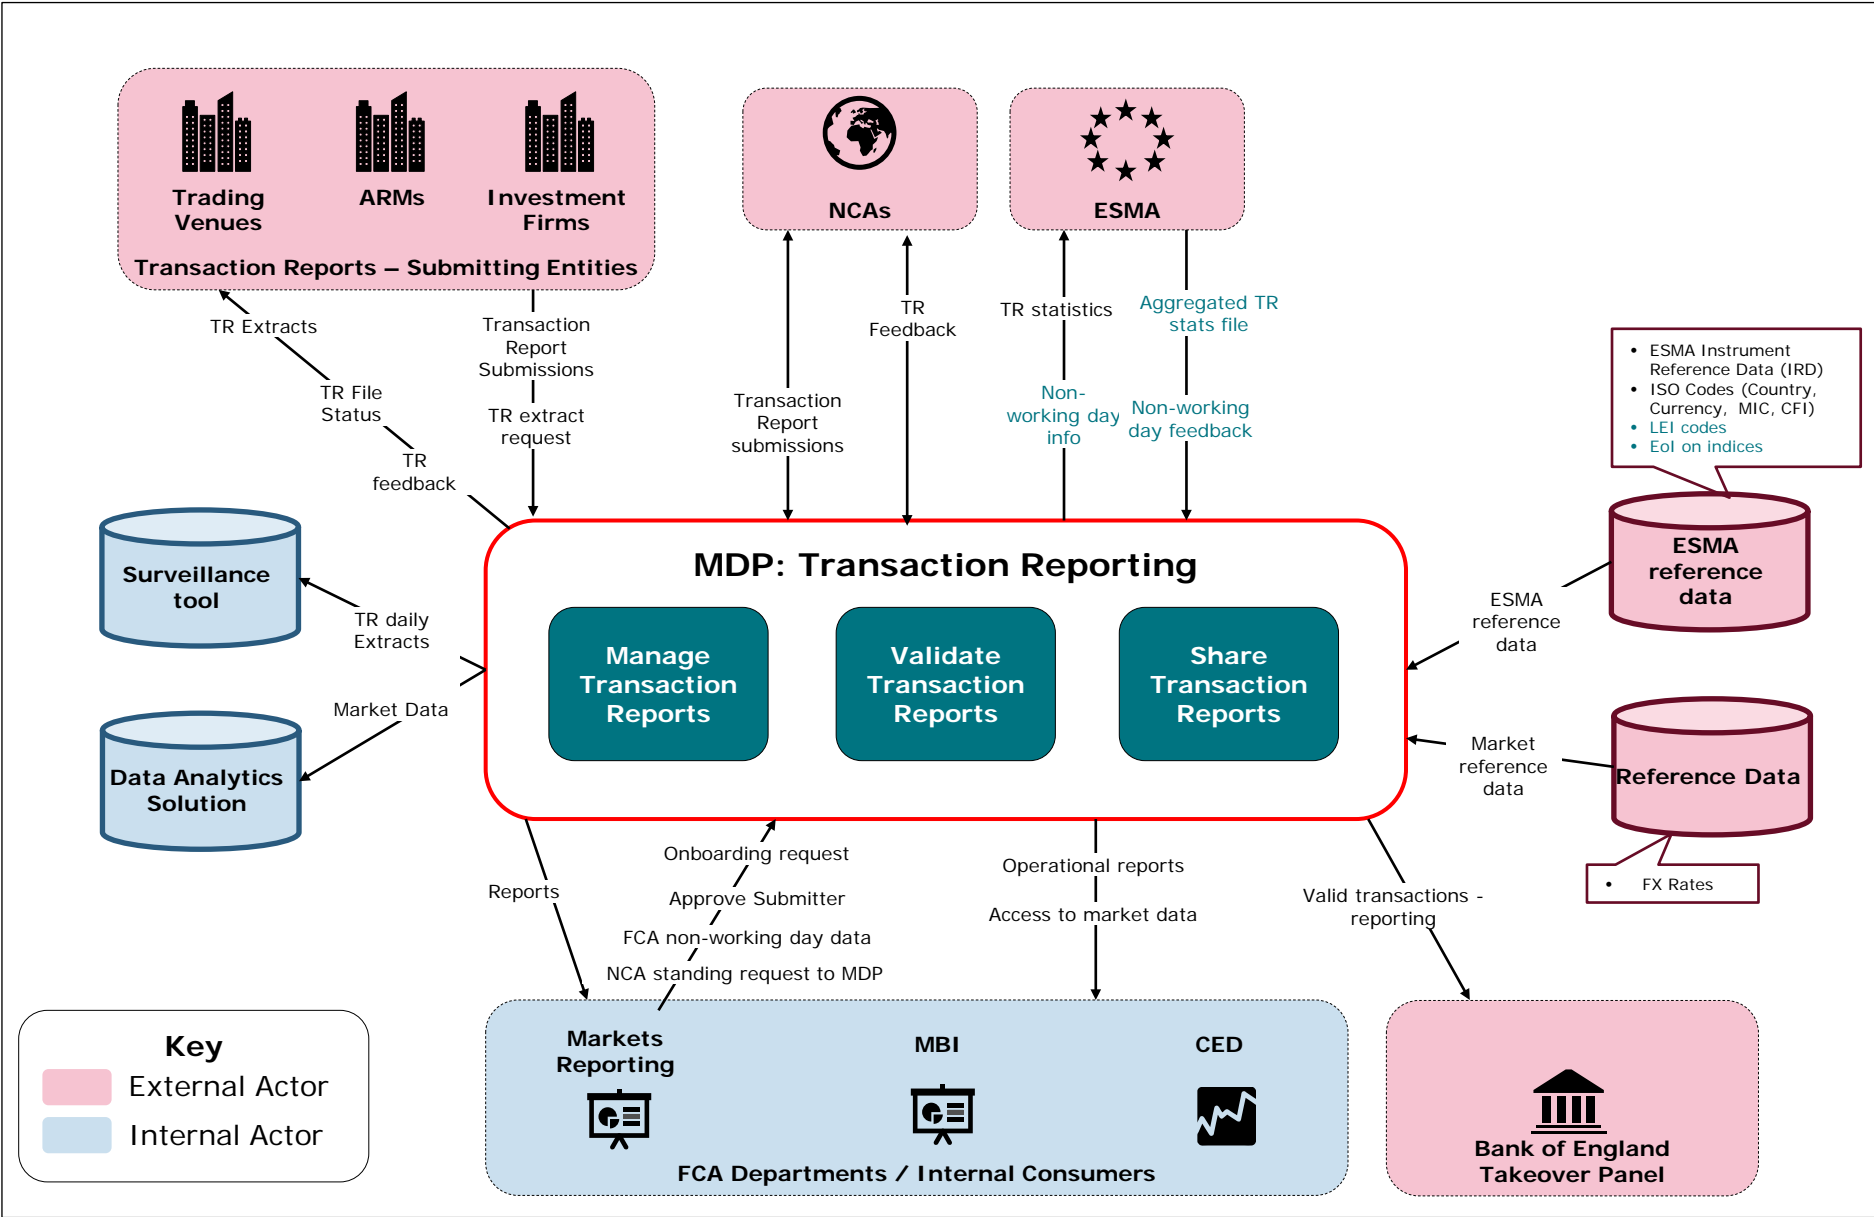 Trading
Venues
ARMs
Investment
Firms
Transaction Reports – Submitting Entities
NCAs
ESMA
TR Extracts
TR File
Status
TR
feedback
Transaction
Report
Submissions
TR extract
request
Transaction
Report
submissions
TR
Feedback
TR statistics
Non-
working day
info
Aggregated TR
stats file
Non-working
day feedback
• ESMA Instrument
Reference Data (IRD)
• ISO Codes (Country,
Currency, MIC, CFI)
• LEI codes
• EoI on indices
Surveillance
tool
TR daily
Extracts
Market Data
Data Analytics
Solution
MDP: Transaction Reporting
Manage
Transaction
Reports
Validate
Transaction
Reports
Share
Transaction
Reports
ESMA
reference
data
ESMA
reference
data
Market
reference
data
Reference Data
• FX Rates
Reports
Onboarding request
Approve Submitter
FCA non-working day data
NCA standing request to MDP
Operational reports
Access to market data
Valid transactions -
reporting
Key
External Actor
Internal Actor
Markets
Reporting
MBI
CED
FCA Departments / Internal Consumers
Bank of England
Takeover Panel